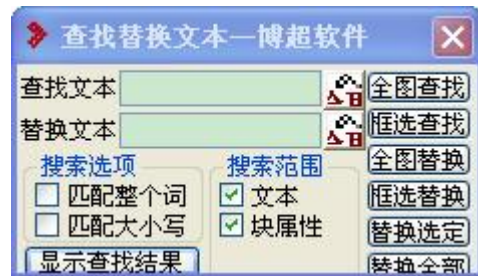 查找替换文本—博超软件
查找文本
全图查找
替换文本
框选查找
搜索选项
搜索范围
全图替换
匹配整个词
文本
框选替换
匹配大小写
块属性
替换选定
显示查找结果
替换全部